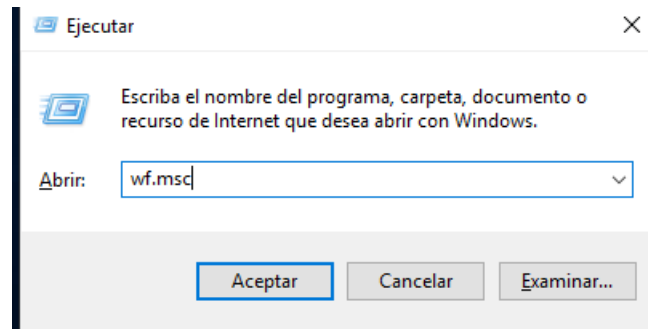 Ejecutar
Escriba el nombre del programa, carpeta, documento o
recurso de Internet que desea abrir con Windows.
Abrir: wf.msc
Aceptar Cancelar Examinar...